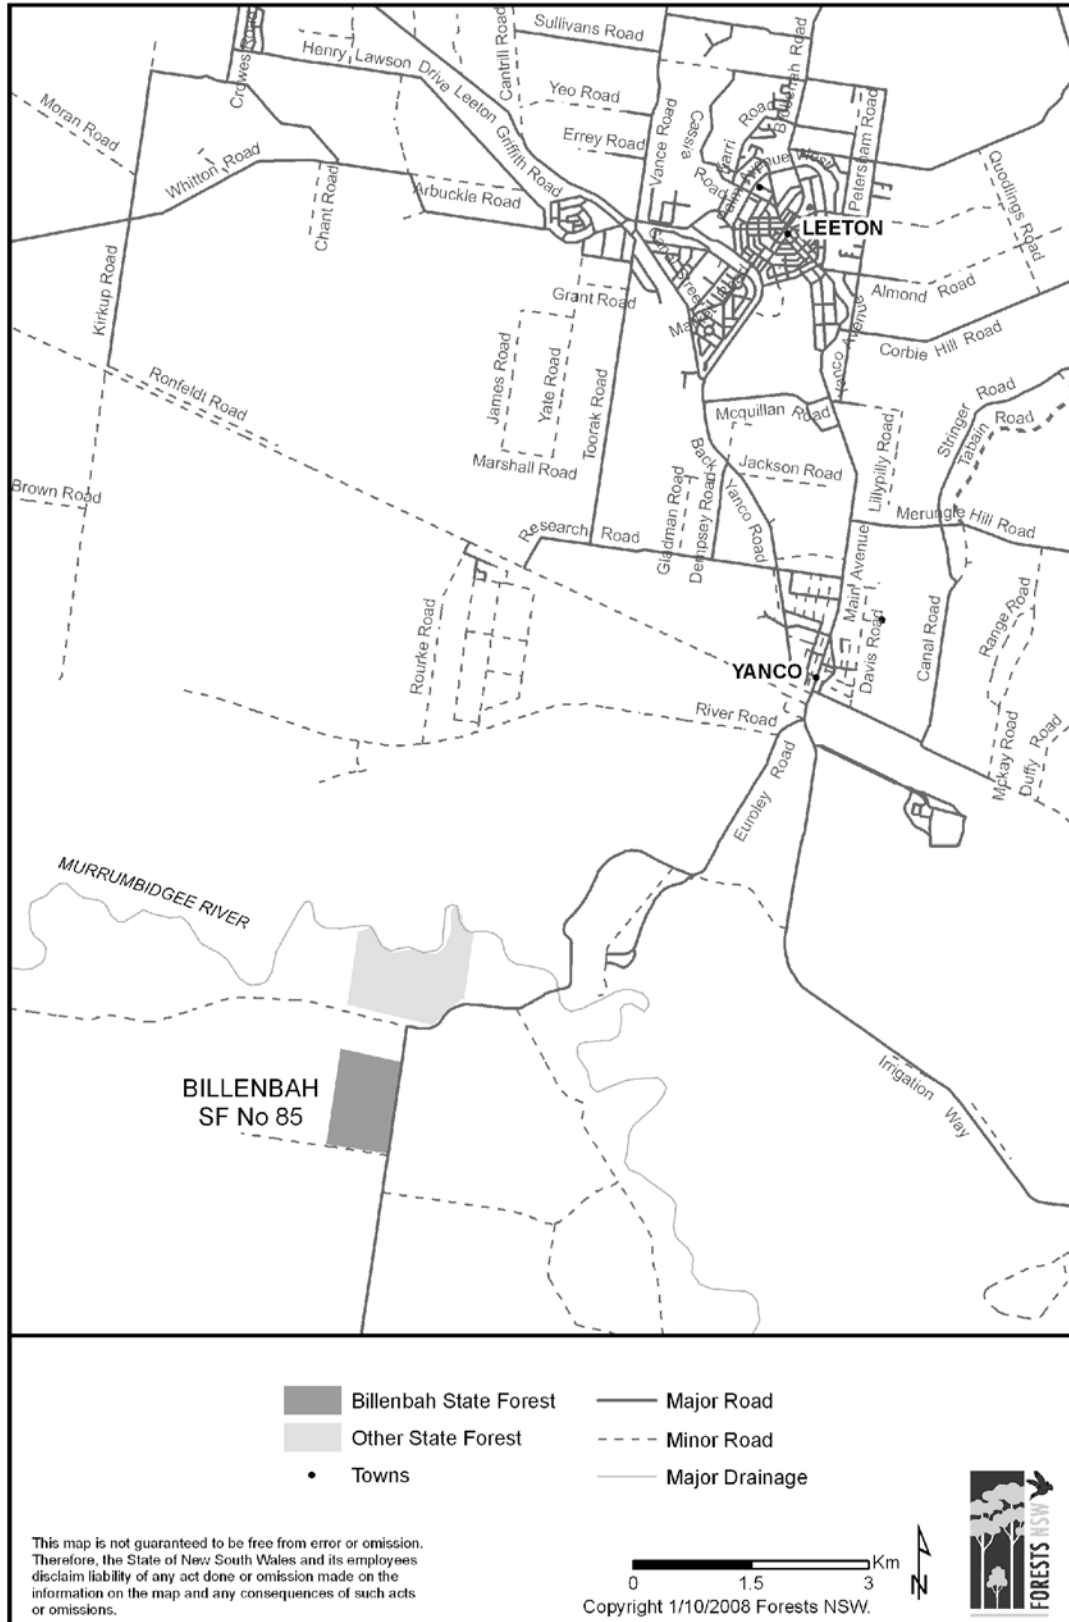 Sullivans Road
Crowes Road
Henry Lawson Drive
Leeton Griffith Road
Cantrill Road
Brobenah Road
Moran Road
Yeo Road
Errey Road
Vance Road
Cassia Road
Petersham Road
Palm Avenue West
Quodlings Road
Whitton Road
Chant Road
Arbuckle Road
LEETON
Kirkup Road
Grant Road
Almond Road
Yanco Avenue
Corbie Hill Road
Ronfeldt Road
James Road
Yate Road
Toorak Road
Mcquillan Road
Stringer Road
Tabain Road
Marshall Road
Back Yanco Road
Jackson Road
Lillypilly Road
Brown Road
Research Road
Gladman Road
Dempsey Road
Merungle Hill Road
Main Avenue
Rourke Road
Davis Road
Canal Road
Range Road
YANCO
River Road
Mckay Road
Duffy Road
Euroley Road
MURRUMBIDGEE RIVER
BILLENBAH
SF No 85
Irrigation Way
Billenbah State Forest
Other State Forest
Towns
Major Road
Minor Road
Major Drainage
This map is not guaranteed to be free from error or omission.
Therefore, the State of New South Wales and its employees
disclaim liability of any act done or omission made on the
information on the map and any consequences of such acts
or omissions.
Km
0 1.5 3
Copyright 1/10/2008 Forests NSW.
N
FORESTS NSW